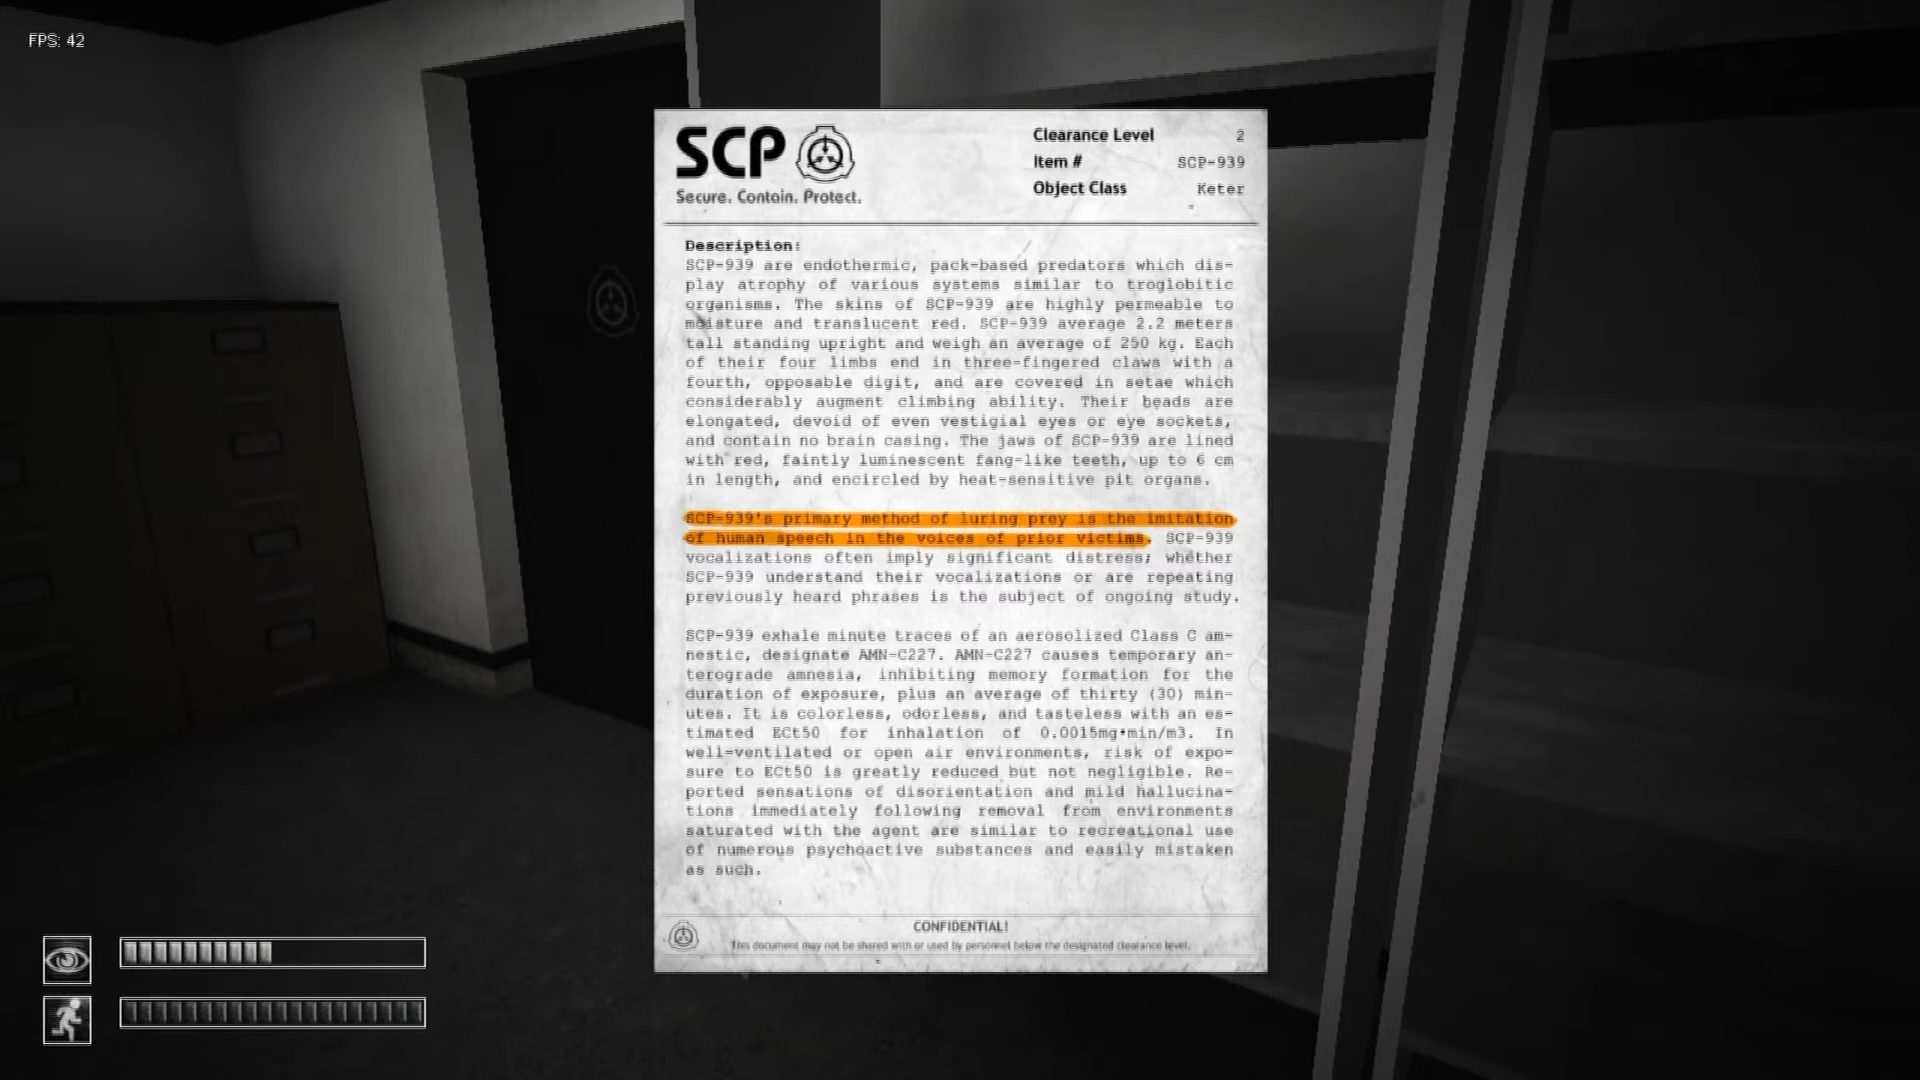 FPS: 42
SCP
Secure. Contain. Protect.
Clearance Level 2
Item # SCP-939
Object Class Keter
Description:
SCP-939 are endothermic, pack-based predators which dis-
play atrophy of various systems similar to troglobitic
organisms. The skins of SCP-939 are highly permeable to
moisture and translucent red. SCP-939 average 2.2 meters
tall standing upright and weigh an average of 250 kg. Each
of their four limbs end in three-fingered claws with a
fourth, opposable digit, and are covered in setae which
considerably augment climbing ability. Their heads are
elongated, devoid of even vestigial eyes or eye sockets,
and contain no brain casing. The jaws of SCP-939 are lined
with red, faintly luminescent fang-like teeth, up to 6 cm
in length, and encircled by heat-sensitive pit organs.
SCP-939's primary method of luring prey is the imitation
of human speech in the voices of prior victims. SCP-939
vocalizations often imply significant distress; whether
SCP-939 understand their vocalizations or are repeating
previously heard phrases is the subject of ongoing study.
SCP-939 exhale minute traces of an aerosolized Class C am-
nestic, designate AMN-C227. AMN-C227 causes temporary an-
terograde amnesia, inhibiting memory formation for the
duration of exposure, plus an average of thirty (30) min-
utes. It is colorless, odorless, and tasteless with an es-
timated ECt50 for inhalation of 0.0015mg•min/m3. In
well-ventilated or open air environments, risk of expo-
sure to ECt50 is greatly reduced but not negligible. Re-
ported sensations of disorientation and mild hallucina-
tions immediately following removal from environments
saturated with the agent are similar to recreational use
of numerous psychoactive substances and easily mistaken
as such.
CONFIDENTIAL!
This document may not be shared with or used by personnel below the designated clearance level.